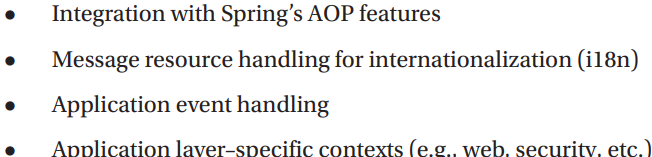 • Integration with Spring’s AOP features
• Message resource handling for internationalization (i18n)
• Application event handling
• Application layer–specific contexts (e.g., web, security, etc.)